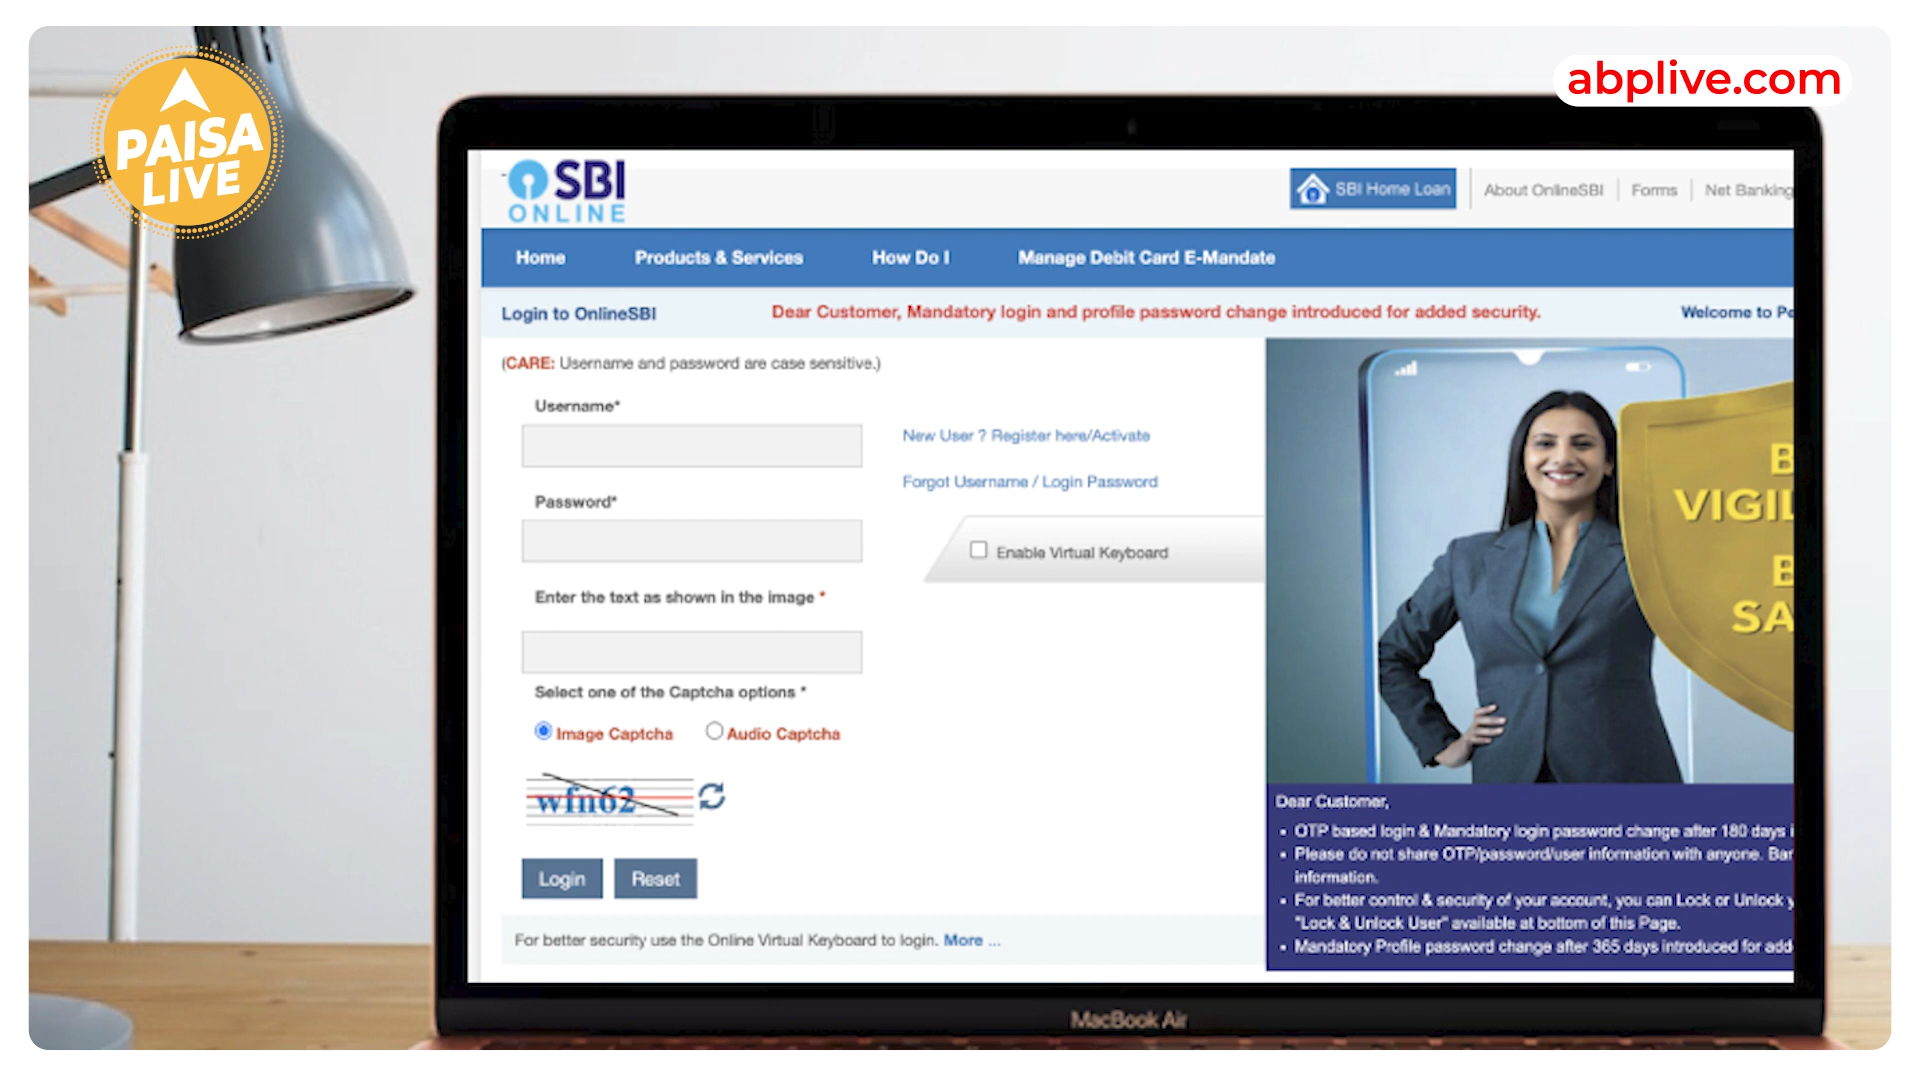 PAISA
LIVE
abplive.com
SBI
ONLINE
SBI Home Loan
About OnlineSBI
Forms
Net Banking
Home
Products & Services
How Do I
Manage Debit Card E-Mandate
Login to OnlineSBI
Dear Customer, Mandatory login and profile password change introduced for added security.
Welcome to
(CARE: Username and password are case sensitive.)
Username*
New User ? Register here/Activate
Forgot Username / Login Password
Password*
Enable Virtual Keyboard
Enter the text as shown in the image *
Select one of the Captcha options *
Image Captcha
Audio Captcha
wfn62
Login
Reset
For better security use the Online Virtual Keyboard to login. More ...
Dear Customer,
• OTP based login & Mandatory login password change after 180 days
• Please do not share OTP/password/user information with anyone.
information.
• For better control & security of your account, you can Lock or Unlock
"Lock & Unlock User" available at bottom of this Page.
• Mandatory Profile password change after 365 days introduced for
MacBook Air